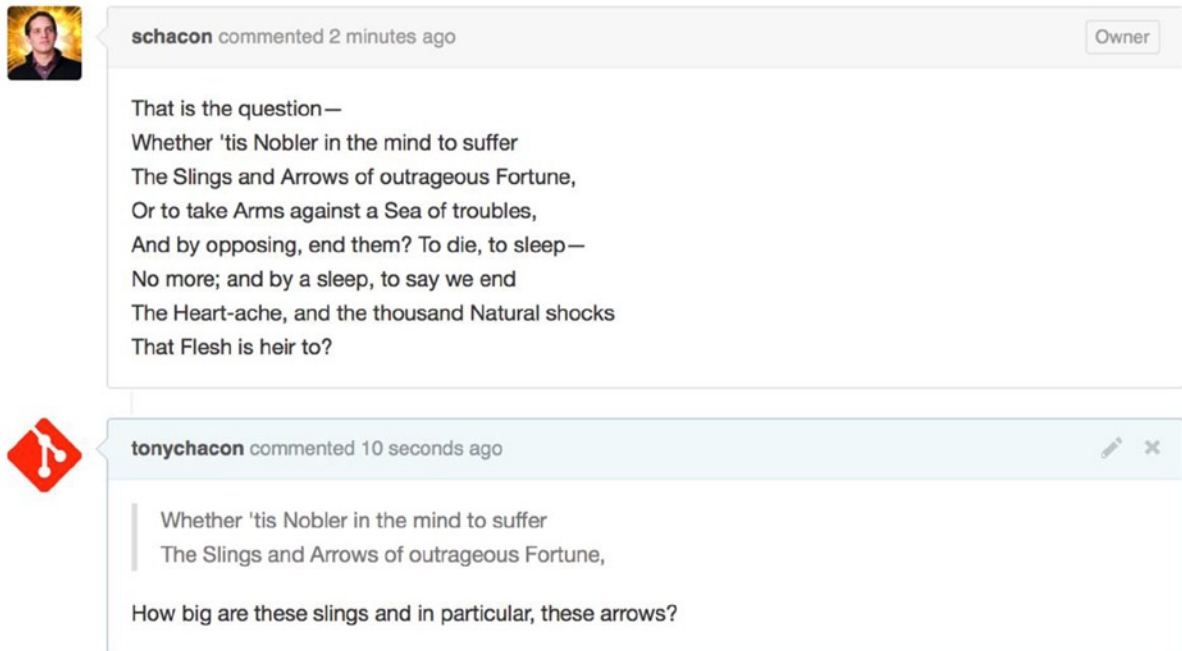 schacon commented 2 minutes ago
Owner
That is the question—
Whether 'tis Nobler in the mind to suffer
The Slings and Arrows of outrageous Fortune,
Or to take Arms against a Sea of troubles,
And by opposing, end them? To die, to sleep—
No more; and by a sleep, to say we end
The Heart-ache, and the thousand Natural shocks
That Flesh is heir to?
tonychacon commented 10 seconds ago
Whether 'tis Nobler in the mind to suffer
The Slings and Arrows of outrageous Fortune,
How big are these slings and in particular, these arrows?